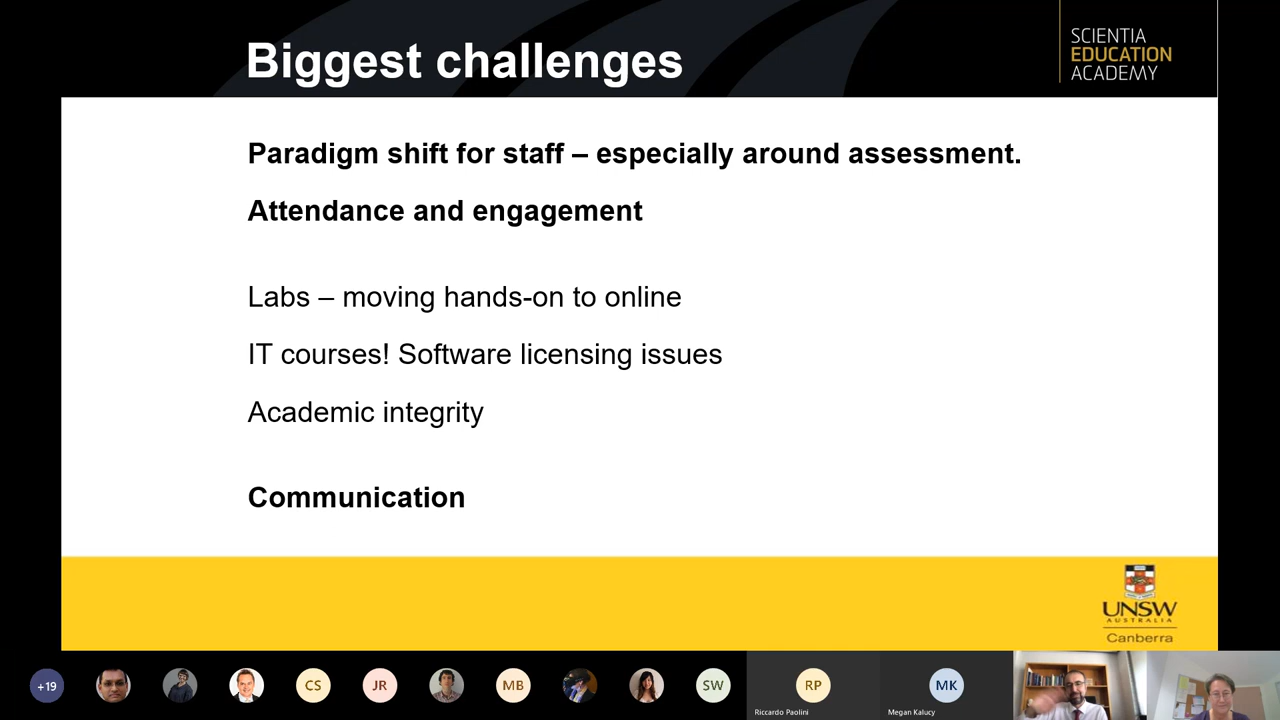 Biggest challenges
SCIENTIA
EDUCATION
ACADEMY
Paradigm shift for staff – especially around assessment.
Attendance and engagement
Labs – moving hands-on to online
IT courses! Software licensing issues
Academic integrity
Communication
UNSW
AUSTRALIA
Canberra
+19
CS
JR
MB
SW
RP
MK
Riccardo Paolini
Megan Kalucy